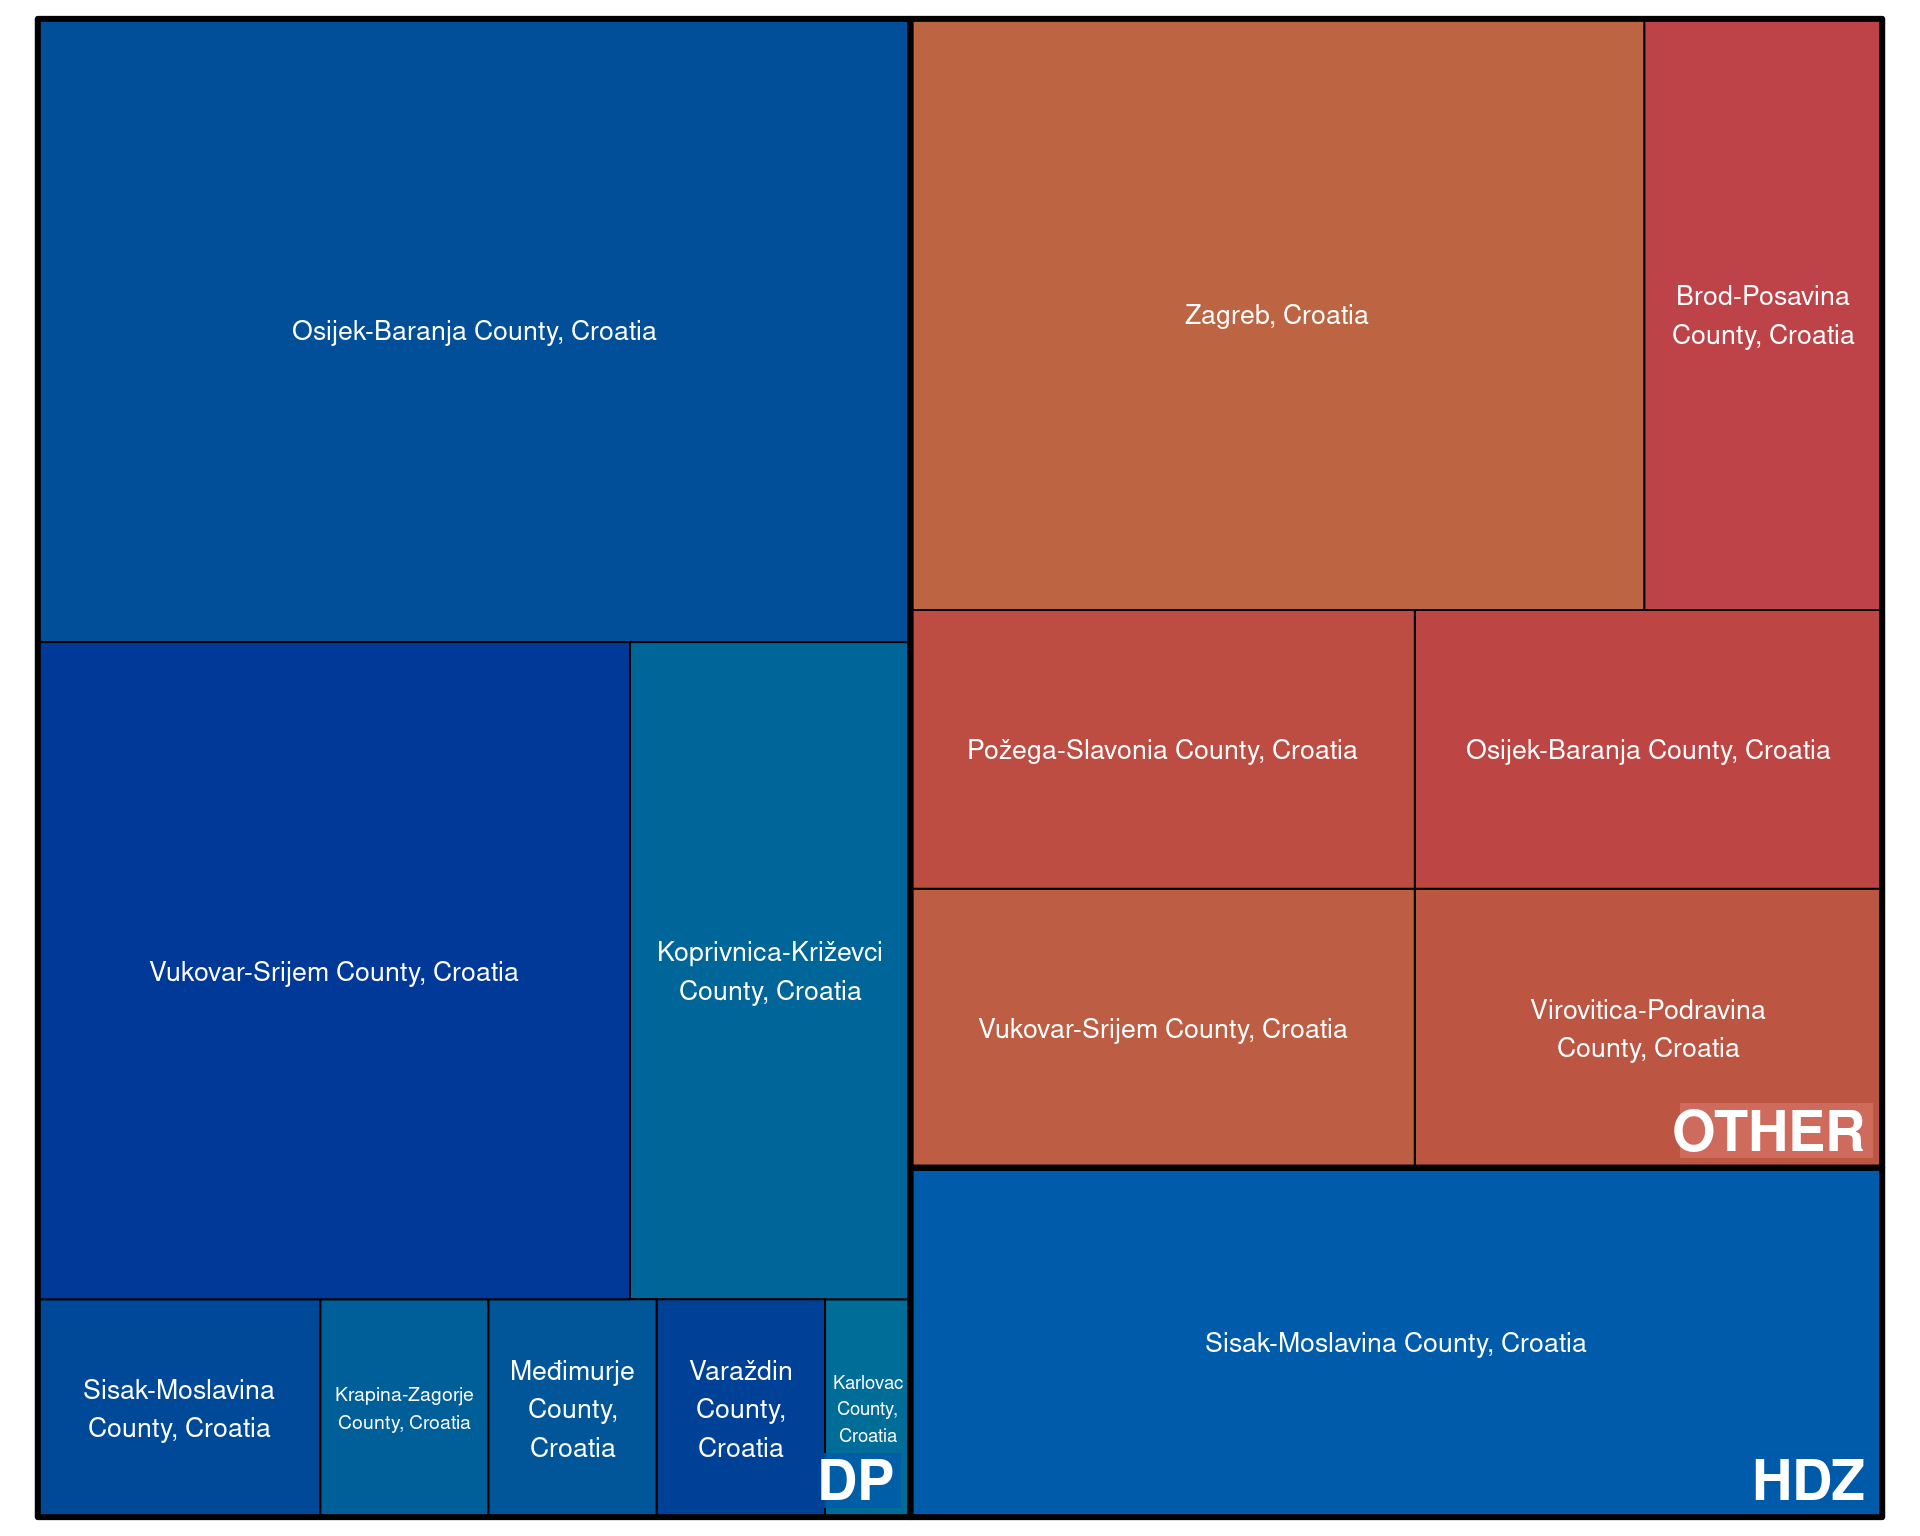 Osijek-Baranja County, Croatia
Vukovar-Srijem County, Croatia
Koprivnica-Križevci
County, Croatia
Sisak-Moslavina
County, Croatia
Krapina-Zagorje
County, Croatia
Međimurje
County,
Croatia
Varaždin
County,
Croatia
Karlovac
County,
Croatia
DP
Zagreb, Croatia
Brod-Posavina
County, Croatia
Požega-Slavonia County, Croatia
Osijek-Baranja County, Croatia
Vukovar-Srijem County, Croatia
Virovitica-Podravina
County, Croatia
OTHER
Sisak-Moslavina County, Croatia
HDZ